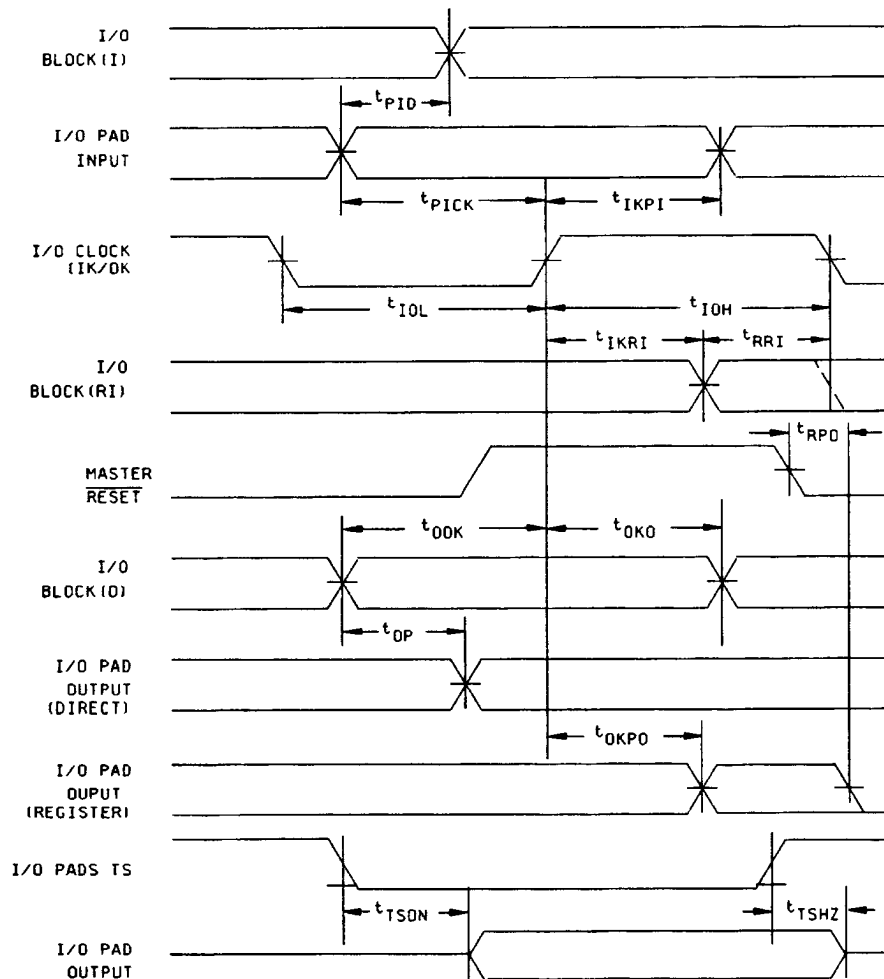 I/O
BLOCK(I)
tPID
I/O PAD
INPUT
tPICK
tIKPI
I/O CLOCK
(IK/OK
tIOL
tIOH
tIKRI
tRRI
I/O
BLOCK(RI)
tRPO
MASTER
RESET
tOOK
tOKO
I/O
BLOCK(O)
tOP
I/O PAD
OUTPUT
(DIRECT)
tOKPO
I/O PAD
OUPUT
(REGISTER)
I/O PADS TS
tTSON
tTSHZ
I/O PAD
OUTPUT